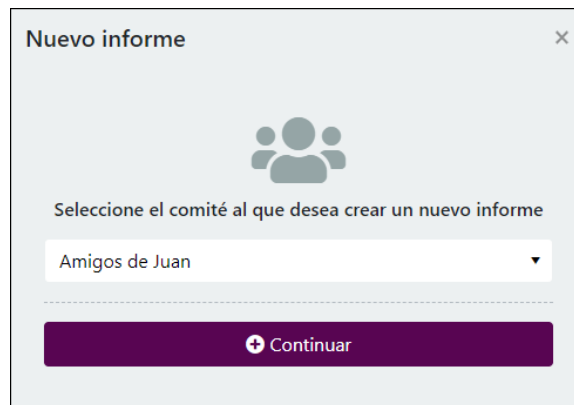 Nuevo informe
Seleccione el comité al que desea crear un nuevo informe
Amigos de Juan
Continuar